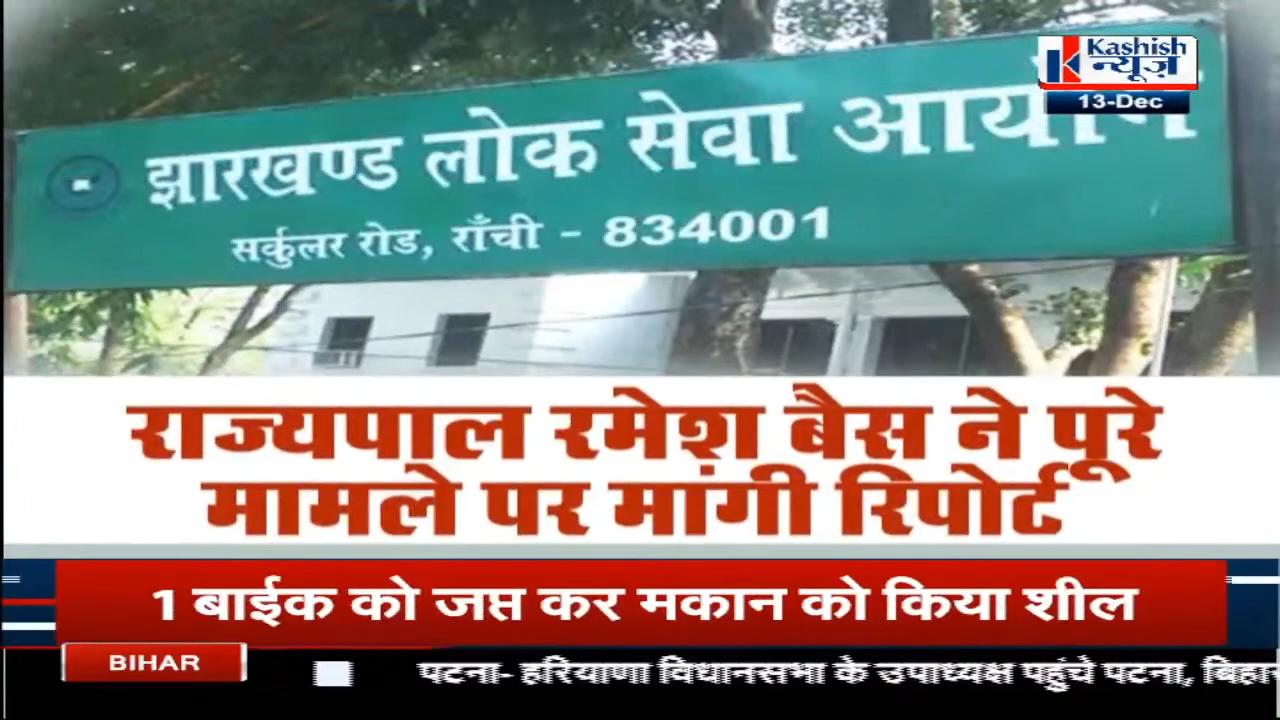 Kashish
न्यूज़
13-Dec
झारखण्ड लोक सेवा आयोग
सर्कुलर रोड, राँची - 834001
राज्यपाल रमेश बैस ने पूरे
मामले पर मांगी रिपोर्ट
1 बाईक को जप्त कर मकान को किया शील
BIHAR
पटना- हरियाणा विधानसभा के उपाध्यक्ष पहुंचे पटना,